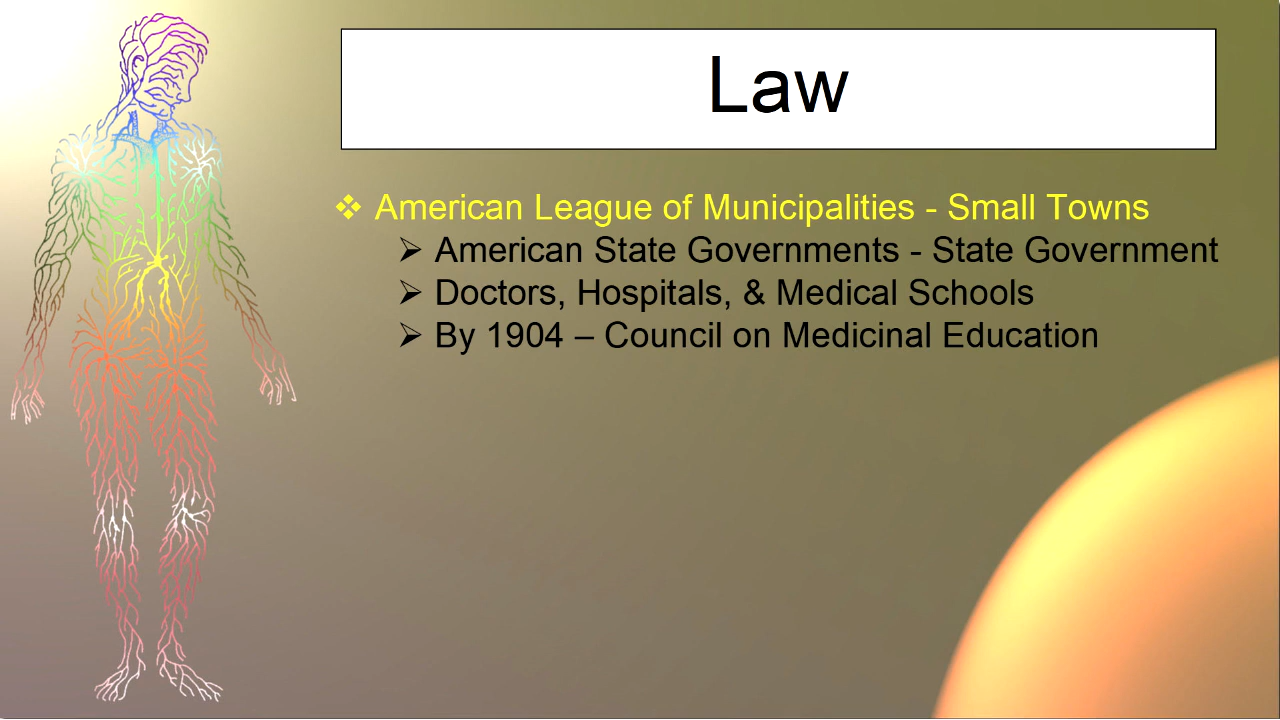 Law
❖ American League of Municipalities - Small Towns
➢ American State Governments - State Government
➢ Doctors, Hospitals, & Medical Schools
➢ By 1904 – Council on Medicinal Education